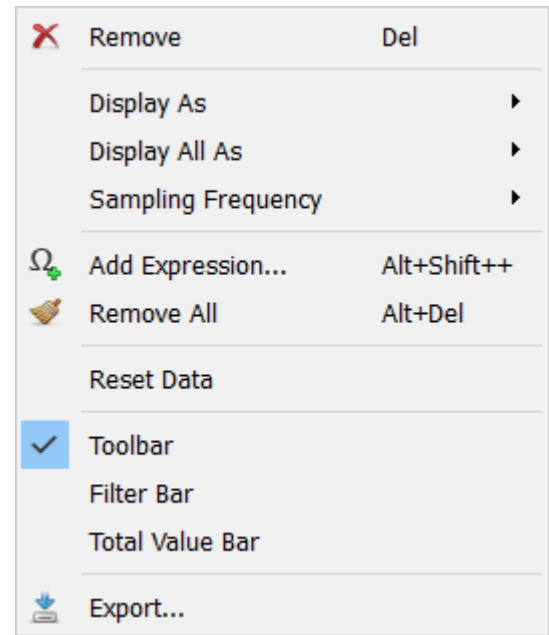 Remove Del
Display As
Display All As
Sampling Frequency
Add Expression... Alt+Shift++
Remove All Alt+Del
Reset Data
Toolbar
Filter Bar
Total Value Bar
Export...